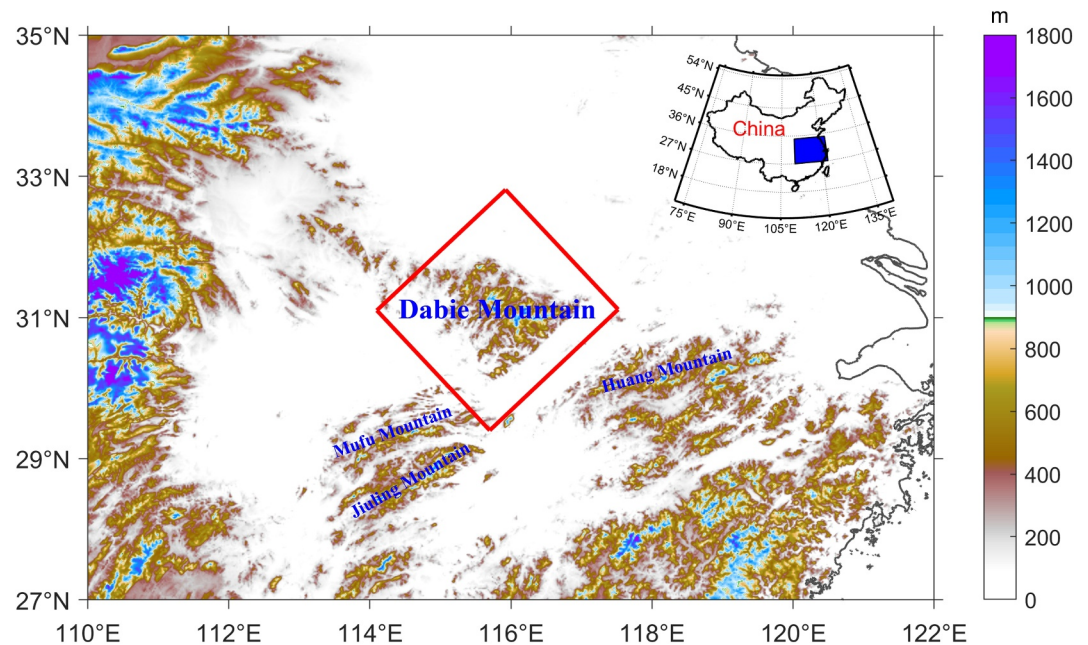 m
35°N
33°N
31°N
29°N
27°N
110°E
112°E
114°E
116°E
118°E
120°E
122°E
Dabie Mountain
Huang Mountain
Mufu Mountain
Jiuling Mountain
54°N
45°N
36°N
27°N
18°N
China
75°E
90°E
105°E
120°E
135°E
1800
1600
1400
1200
1000
800
600
400
200
0